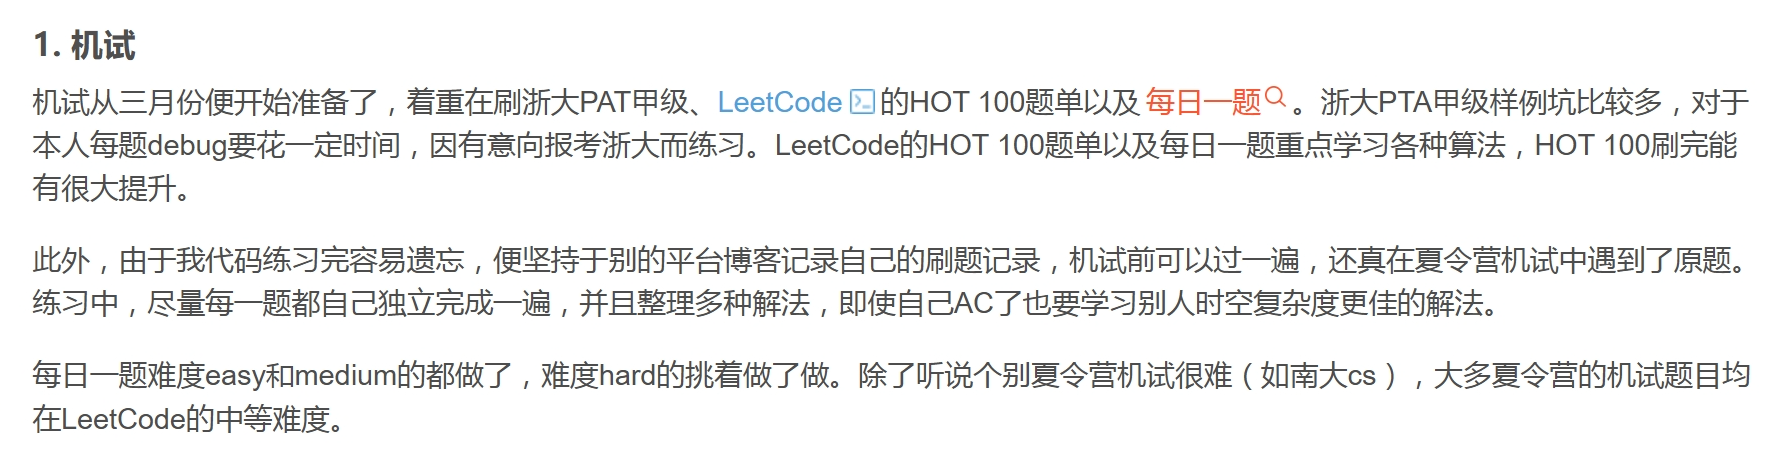 1. 机试
机试从三月份便开始准备了，着重在刷浙大PAT甲级、LeetCode的HOT 100题单以及 每日一题。浙大PTA甲级样例坑比较多，对于
本人每题debug要花一定时间，因有意向报考浙大而练习。LeetCode的HOT 100题单以及每日一题重点学习各种算法，HOT 100刷完能
有很大提升。
此外，由于我代码练习完容易遗忘，便坚持于别的平台博客记录自己的刷题记录，机试前可以过一遍，还真在夏令营机试中遇到了原题。
练习中，尽量每一题都自己独立完成一遍，并且整理多种解法，即使自己AC了也要学习别人时空复杂度更佳的解法。
每日一题难度easy和medium的都做了，难度hard的挑着做了做。除了听说个别夏令营机试很难（如南大cs），大多夏令营的机试题目均
在LeetCode的中等难度。